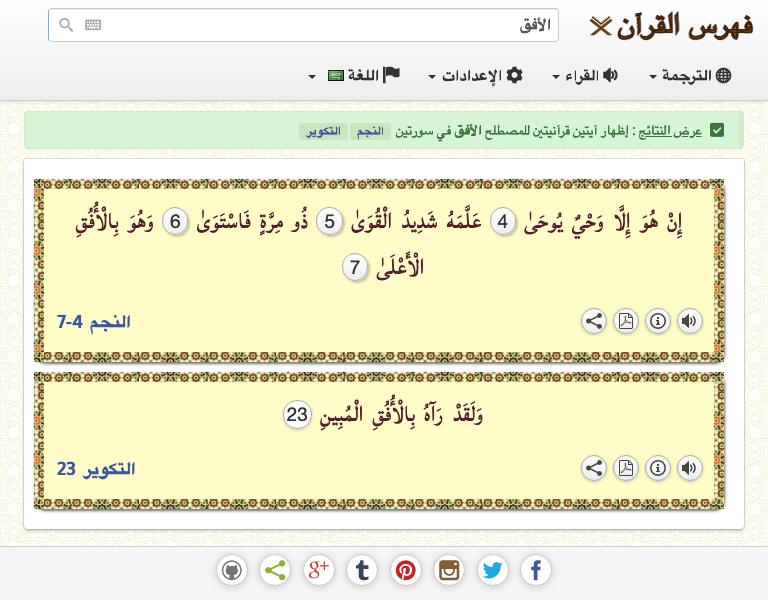 فهرس القرآن
الأفق
الترجمة
القراء
الإعدادات
اللغة
عرض النتائج : إظهار آيتين قرآنيتين للمصطلح الأفق في سورتين النجم التكوير
إِنْ هُوَ إِلَّا وَحْيٌ يُوحَىٰ 4 عَلَّمَهُ شَدِيدُ الْقُوَىٰ 5 ذُو مِرَّةٍ فَاسْتَوَىٰ 6 وَهُوَ بِالْأُفُقِ
الْأَعْلَىٰ 7
النجم 4-7
وَلَقَدْ رَآهُ بِالْأُفُقِ الْمُبِينِ 23
التكوير 23